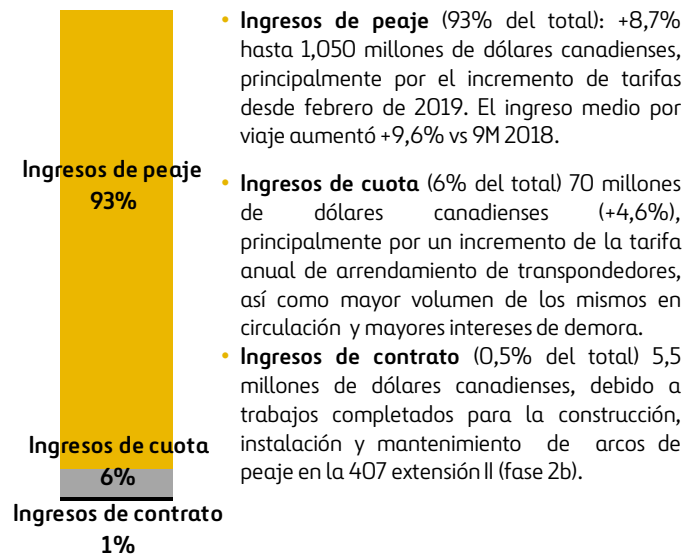 Ingresos de peaje
93%
Ingresos de cuota
6%
Ingresos de contrato
1%
• Ingresos de peaje (93% del total): +8,7%
hasta 1,050 millones de dólares canadienses,
principalmente por el incremento de tarifas
desde febrero de 2019. El ingreso medio por
viaje aumentó +9,6% vs 9M 2018.
• Ingresos de cuota (6% del total) 70 millones
de dólares canadienses (+4,6%),
principalmente por un incremento de la tarifa
anual de arrendamiento de transpondedores,
así como mayor volumen de los mismos en
circulación y mayores intereses de demora.
• Ingresos de contrato (0,5% del total) 5,5
millones de dólares canadienses, debido a
trabajos completados para la construcción,
instalación y mantenimiento de arcos de
peaje en la 407 extensión II (fase 2b).